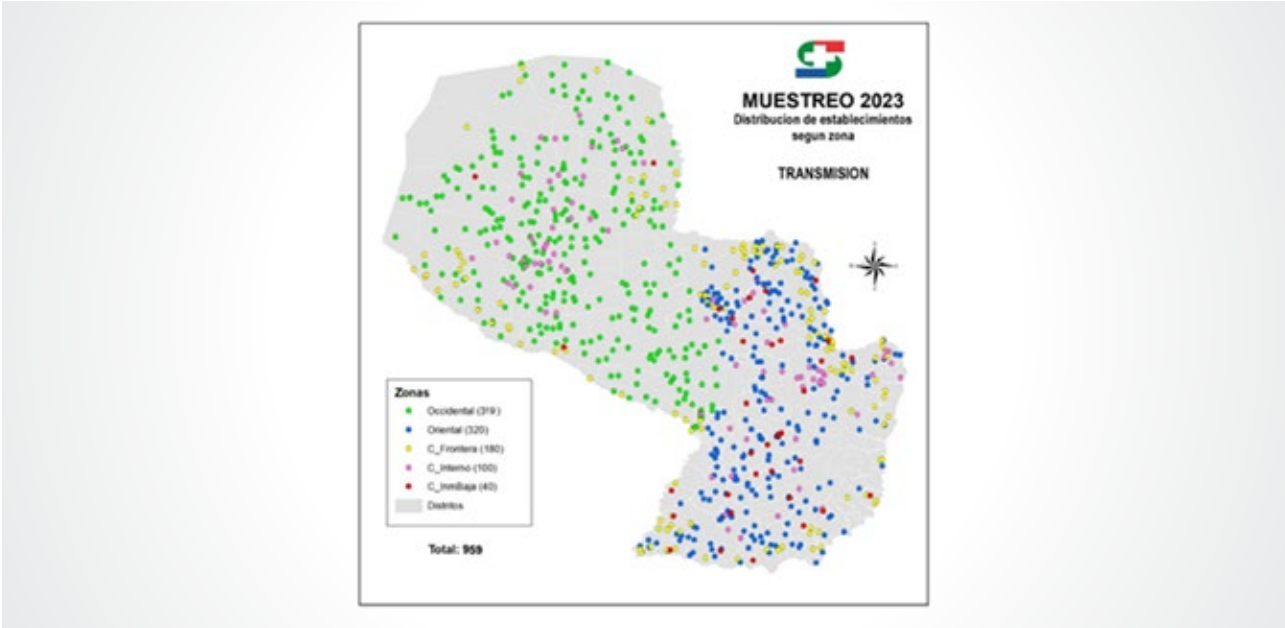 MUESTREO 2023
Distribucion de establecimientos
segun zona
TRANSMISION
Zonas
Occidental (319)
Oriental (320)
C_Frontera (180)
C_Interno (100)
C_InmBaja (40)
Distritos
Total: 959